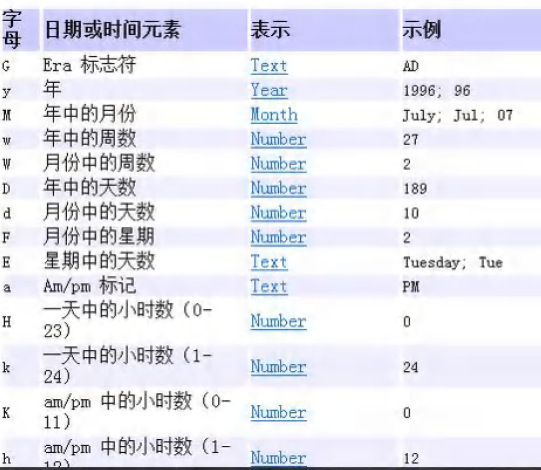 字母 日期或时间元素 表示 示例
G Era 标志符 Text AD
y 年 Year 1996; 96
M 年中的月份 Month July; Jul; 07
w 年中的周数 Number 27
W 月份中的周数 Number 2
D 年中的天数 Number 189
d 月份中的天数 Number 10
F 月份中的星期 Number 2
E 星期中的天数 Text Tuesday; Tue
a Am/pm 标记 Text PM
H 一天中的小时数（0-
23） Number 0
k 一天中的小时数（1-
24） Number 24
K am/pm 中的小时数（0-
11） Number 0
h am/pm 中的小时数（1-
Number 12